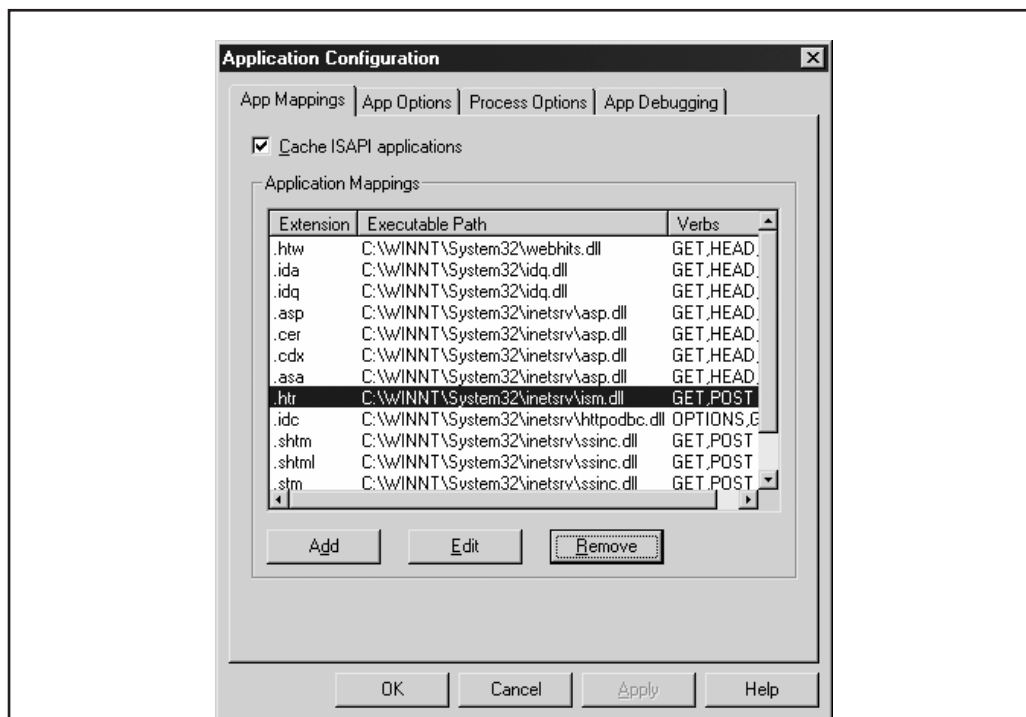 Application Configuration
App Mappings App Options Process Options App Debugging
Cache ISAPI applications
Application Mappings
Extension Executable Path Verbs
.htw C:\WINNT\System32\webhits.dll GET,HEAD,
.ida C:\WINNT\System32\idq.dll GET,HEAD,
.idq C:\WINNT\System32\idq.dll GET,HEAD,
.asp C:\WINNT\System32\inetsrv\asp.dll GET,HEAD,
.cer C:\WINNT\System32\inetsrv\asp.dll GET,HEAD,
.cdx C:\WINNT\System32\inetsrv\asp.dll GET,HEAD,
.asa C:\WINNT\System32\inetsrv\asp.dll GET,HEAD,
.htr C:\WINNT\System32\inetsrv\ism.dll GET,POST
.idc C:\WINNT\System32\inetsrv\httpodbc.dll OPTIONS,G
.shtm C:\WINNT\System32\inetsrv\ssinc.dll GET,POST
.shtml C:\WINNT\System32\inetsrv\ssinc.dll GET,POST
.stm C:\WINNT\System32\inetsrv\ssinc.dll GET,POST
Add Edit Remove
OK Cancel Apply Help